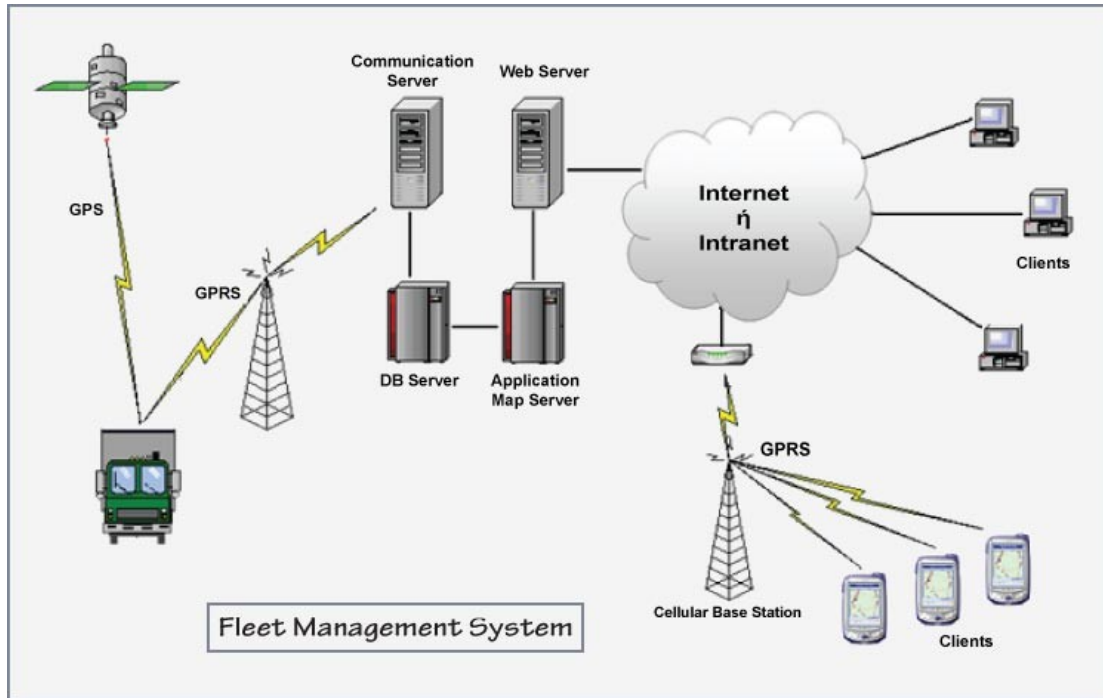 Communication
Server
Web Server
GPS
GPRS
Internet
ή
Intranet
Clients
DB Server
Application
Map Server
GPRS
Cellular Base Station
Clients
Fleet Management System